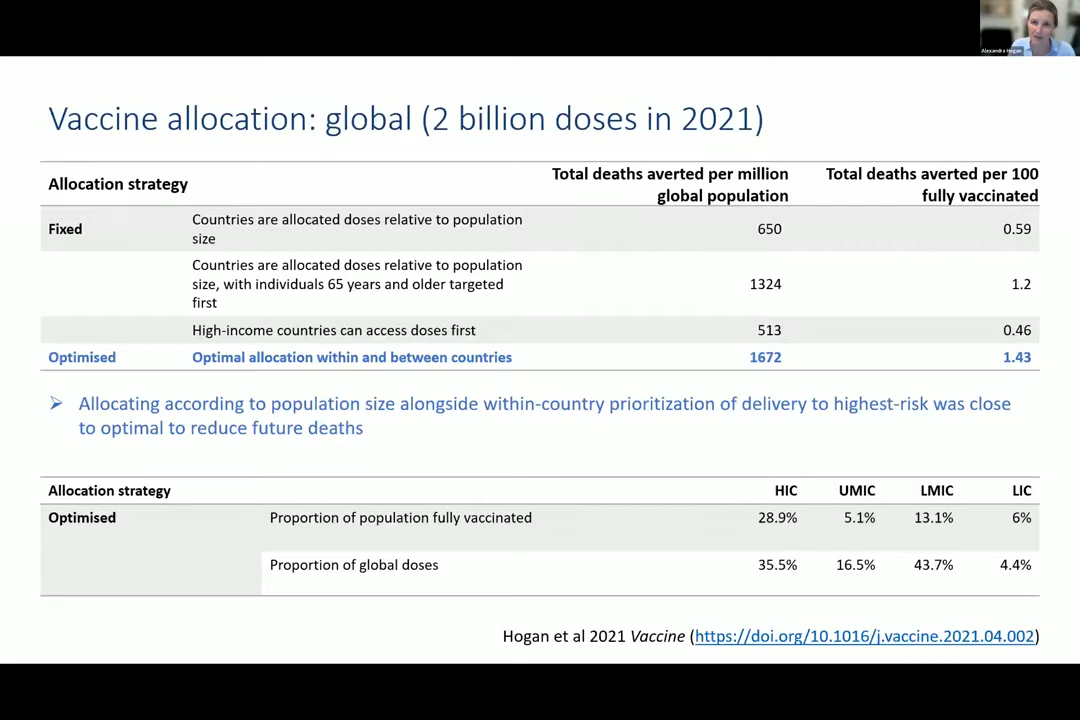 Alexandra Hogan
Vaccine allocation: global (2 billion doses in 2021)
Allocation strategy
Total deaths averted per million
global population
Total deaths averted per 100
fully vaccinated
Fixed
Countries are allocated doses relative to population
size
650
0.59
Countries are allocated doses relative to population
size, with individuals 65 years and older targeted
first
1324
1.2
High-income countries can access doses first
513
0.46
Optimised
Optimal allocation within and between countries
1672
1.43
Allocating according to population size alongside within-country prioritization of delivery to highest-risk was close
to optimal to reduce future deaths
Allocation strategy HIC UMIC LMIC LIC
Optimised Proportion of population fully vaccinated 28.9% 5.1% 13.1% 6%
Proportion of global doses 35.5% 16.5% 43.7% 4.4%
Hogan et al 2021 Vaccine (https://doi.org/10.1016/j.vaccine.2021.04.002)